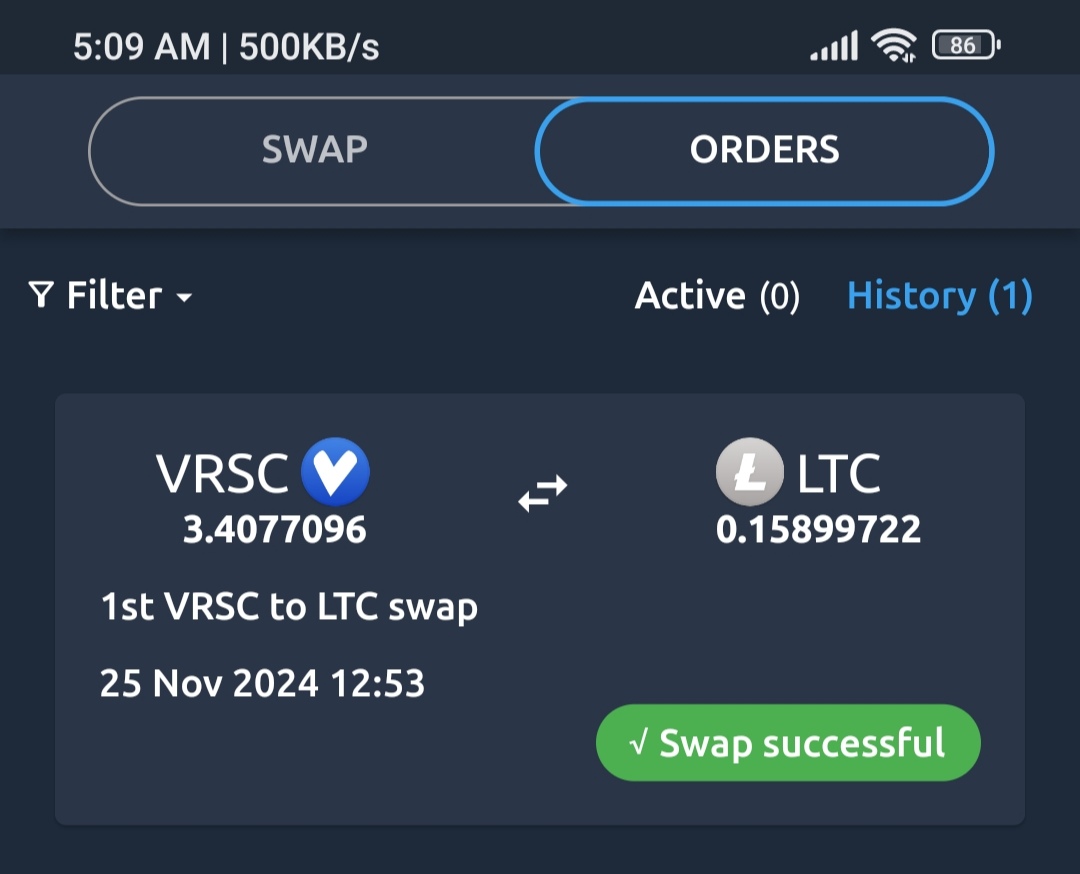 5:09 AM | 500KB/s 86
SWAP ORDERS
Filter Active (0) History (1)
VRSC LTC
3.4077096 0.15899722
1st VRSC to LTC swap
25 Nov 2024 12:53
√ Swap successful